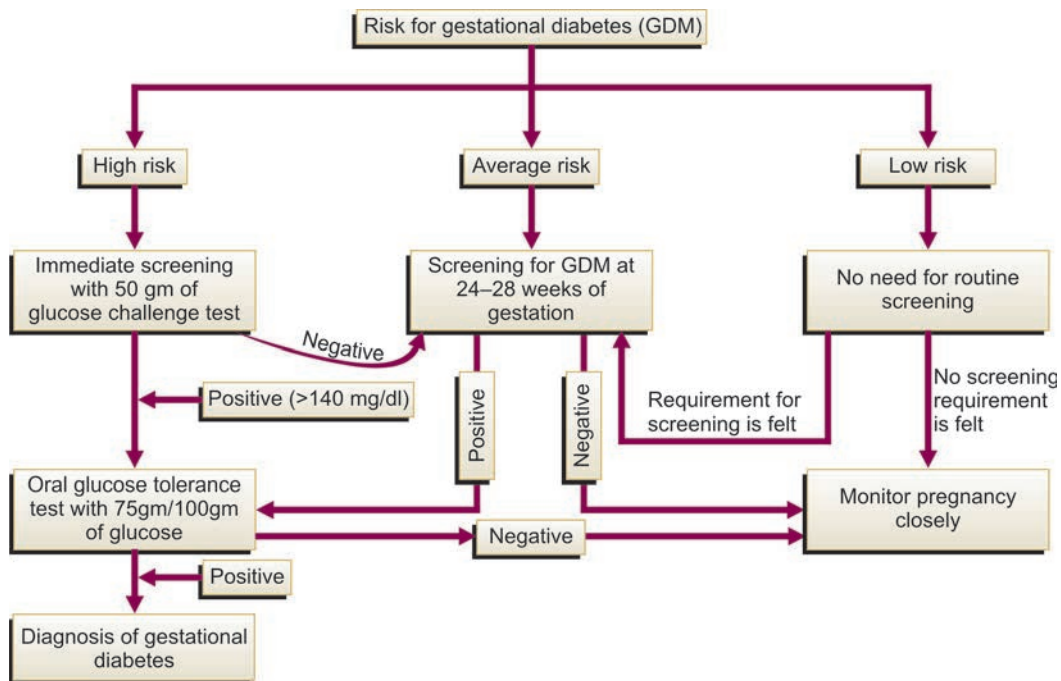 Risk for gestational diabetes (GDM)
High risk
Average risk
Low risk
Immediate screening
with 50 gm of
glucose challenge test
Screening for GDM at
24–28 weeks of
gestation
No need for routine
screening
Negative
Positive (>140 mg/dl)
Positive
Negative
Requirement for
screening is felt
No screening
requirement
is felt
Oral glucose tolerance
test with 75gm/100gm
of glucose
Negative
Monitor pregnancy
closely
Positive
Diagnosis of gestational
diabetes